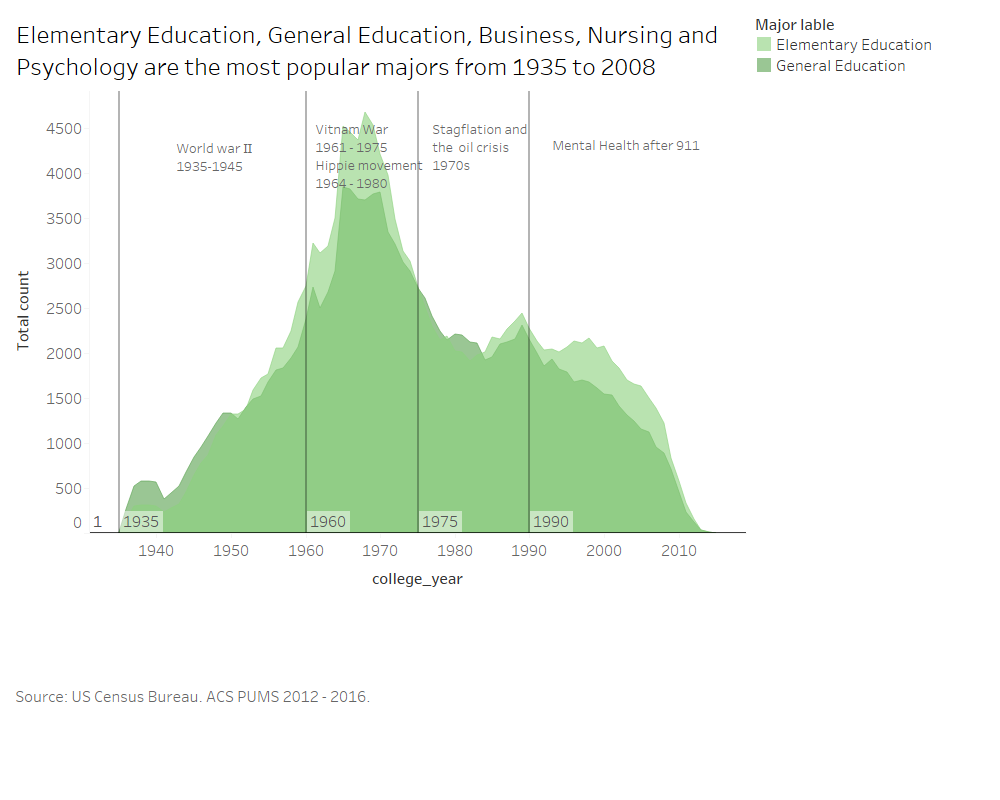 Elementary Education, General Education, Business, Nursing and
Psychology are the most popular majors from 1935 to 2008
Major lable
Elementary Education
General Education
4500
4000
3500
3000
2500
2000
1500
1000
500
0
Total count
World war II
1935-1945
Vitnam War
1961 - 1975
Hippie movement
1964 - 1980
Stagflation and
the oil crisis
1970s
Mental Health after 911
1
1935
1960
1975
1990
1940
1950
1960
1970
1980
1990
2000
2010
college_year
Source: US Census Bureau. ACS PUMS 2012 - 2016.